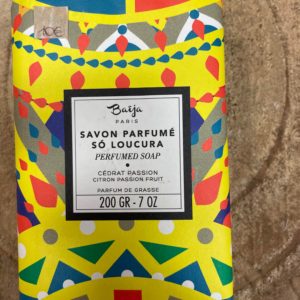 10€
Baïja
PARIS
SAVON PARFUMÉ
SÓ LOUCURA
PERFUMED SOAP
CÉDRAT PASSION
CITRON PASSION FRUIT
PARFUM DE GRASSE
200 GR - 7 OZ